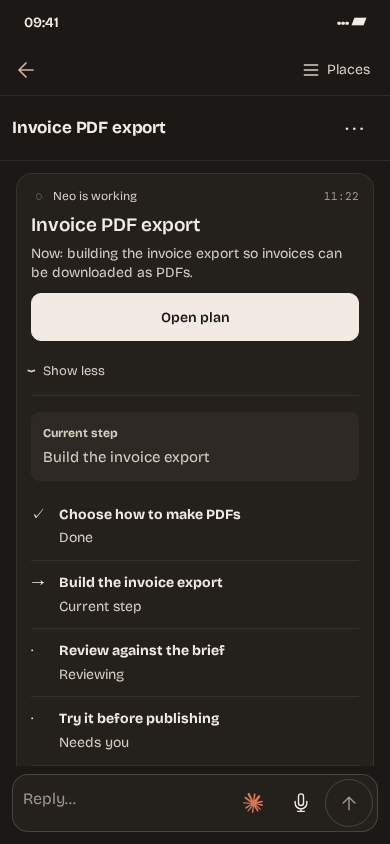 09:41
Places
Invoice PDF export
Neo is working
11:22
Invoice PDF export
Now: building the invoice export so invoices can
be downloaded as PDFs.
Open plan
Show less
Current step
Build the invoice export
✓ Choose how to make PDFs
Done
→ Build the invoice export
Current step
· Review against the brief
Reviewing
· Try it before publishing
Needs you
Reply...